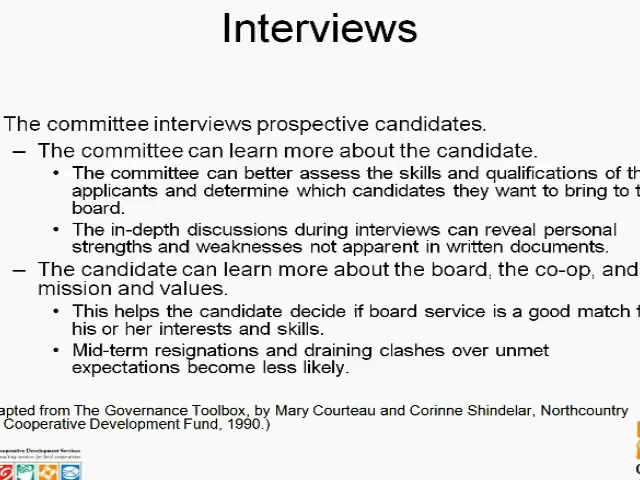 Interviews
The committee interviews prospective candidates.
– The committee can learn more about the candidate.
• The committee can better assess the skills and qualifications of th
applicants and determine which candidates they want to bring to t
board.
• The in-depth discussions during interviews can reveal personal
strengths and weaknesses not apparent in written documents.
– The candidate can learn more about the board, the co-op, and
mission and values.
• This helps the candidate decide if board service is a good match f
his or her interests and skills.
• Mid-term resignations and draining clashes over unmet
expectations become less likely.
apted from The Governance Toolbox, by Mary Courteau and Corinne Shindelar, Northcountry
Cooperative Development Fund, 1990.)
ooperative Development Services